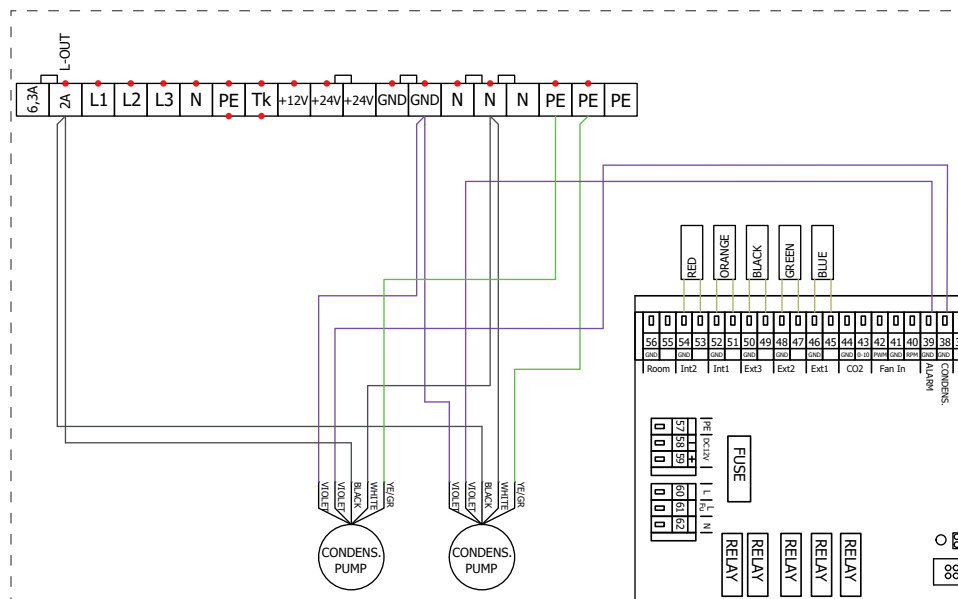 L-OUT
6,3A 2A L1 L2 L3 N PE Tk +12V +24V +24V GND GND N N N PE PE PE
RED ORANGE BLACK GREEN BLUE
56 55 54 53 52 51 50 49 48 47 46 45 44 43 42 41 40 39 38
GND GND GND GND GND GND GND 0-10 PWM GND RPM GND GND
Room Int2 Int1 Ext3 Ext2 Ext1 CO2 Fan In ALARM CONDENS.
57 PE
58 −
59 +
DC12V
FUSE
60 L
61 L
Fu
62 N
VIOLET VIOLET BLACK WHITE YE/GR
VIOLET VIOLET BLACK WHITE YE/GR
CONDENS.
PUMP
CONDENS.
PUMP
RELAY RELAY RELAY RELAY RELAY